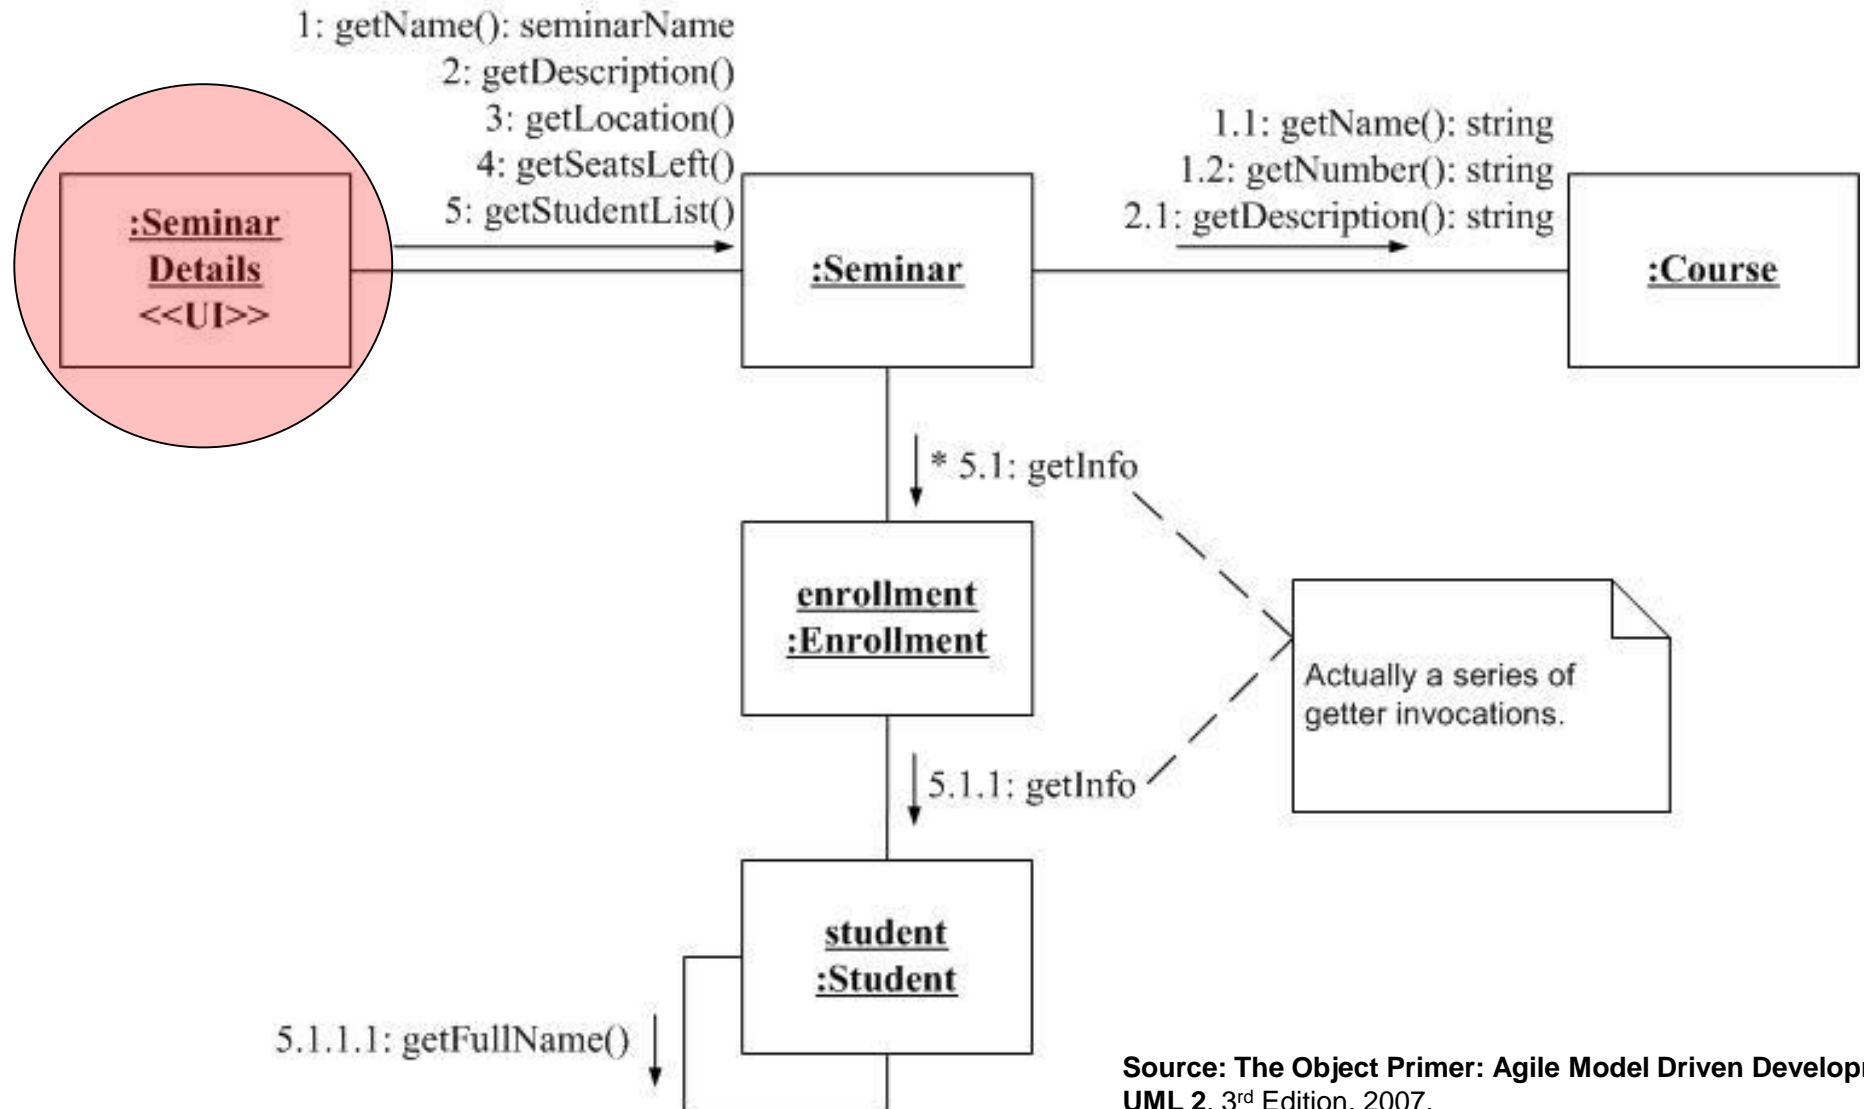 1: getName(): seminarName
2: getDescription()
3: getLocation()
4: getSeatsLeft()
5: getStudentList()
1.1: getName(): string
1.2: getNumber(): string
2.1: getDescription(): string
:Seminar
Details
<<UI>>
:Seminar
:Course
* 5.1: getInfo
enrollment
:Enrollment
Actually a series of
getter invocations.
5.1.1: getInfo
student
:Student
5.1.1.1: getFullName()
Source: The Object Primer: Agile Model Driven
UML 2, 3rd Edition, 2007.